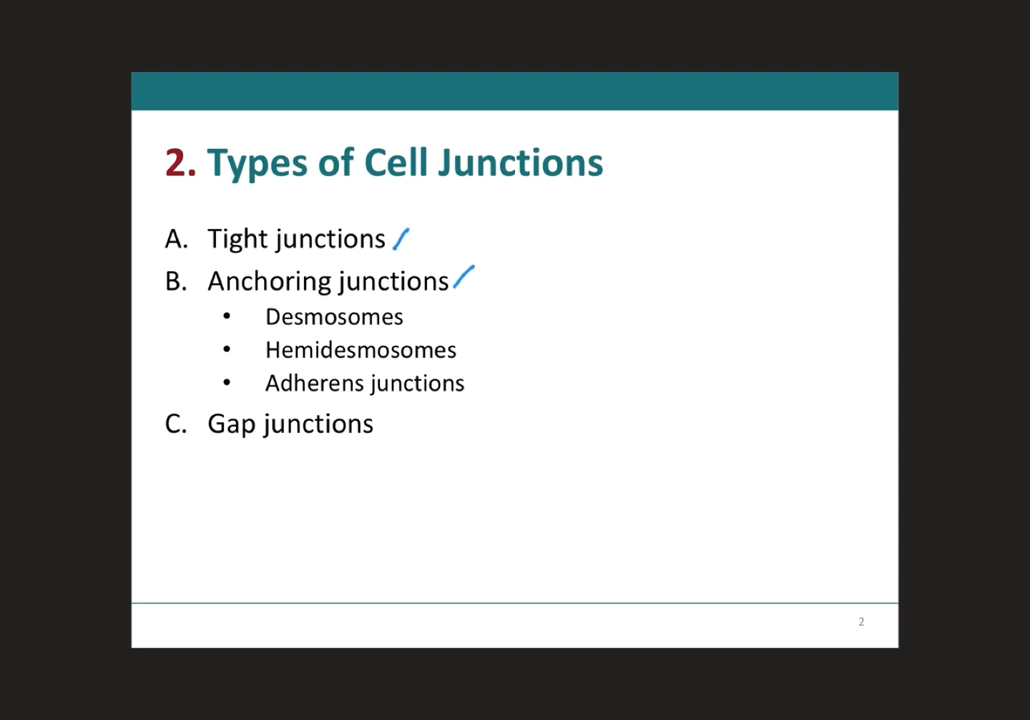 2. Types of Cell Junctions
A. Tight junctions
B. Anchoring junctions
• Desmosomes
• Hemidesmosomes
• Adherens junctions
C. Gap junctions
2